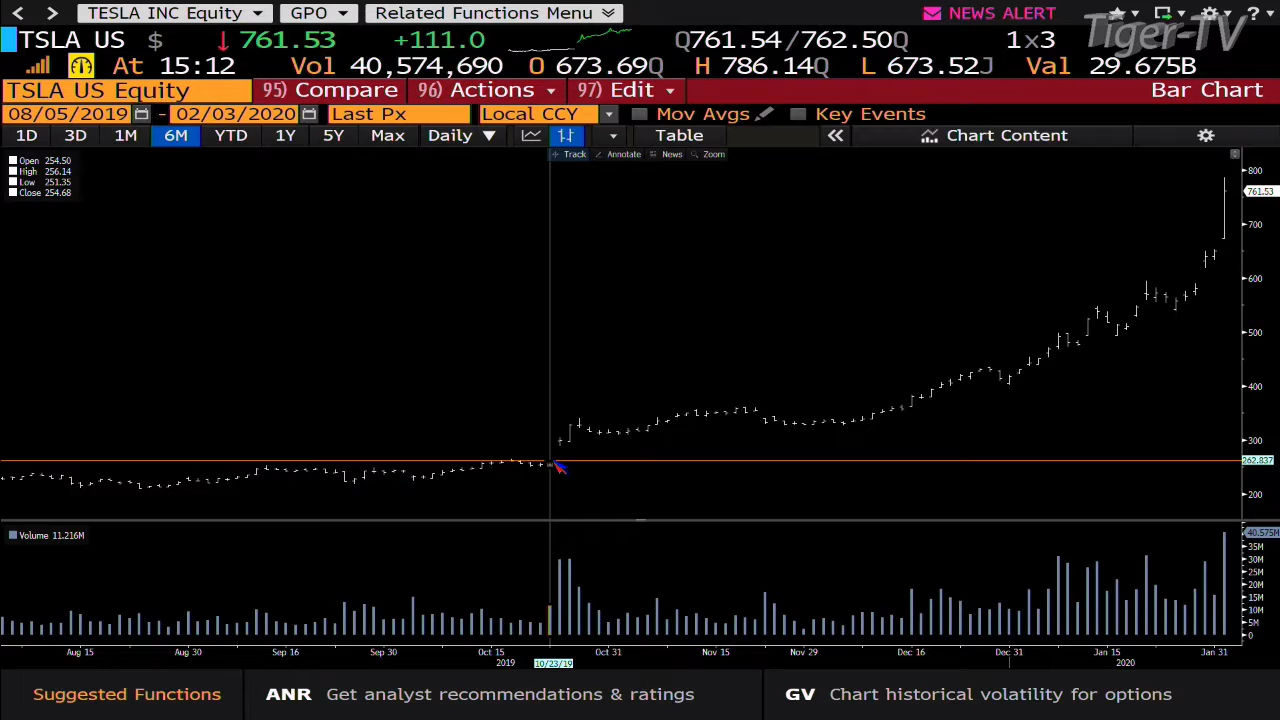 < > TESLA INC Equity GPO Related Functions Menu NEWS ALERT ?
Tiger-TV
TSLA US $ ↓ 761.53 +111.0 Q761.54/762.50Q 1x3
At 15:12 Vol 40,574,690 O 673.69Q H 786.14Q L 673.52J Val 29.675B
TSLA US Equity 95) Compare 96) Actions 97) Edit Bar Chart
08/05/2019 - 02/03/2020 Last Px Local CCY Mov Avgs Key Events
1D 3D 1M 6M YTD 1Y 5Y Max Daily ▼ Table « Chart Content
Track Annotate News Zoom
Open 254.50
High 256.14
Low 251.35
Close 254.68
800
761.53
700
600
500
400
300
262.837
200
Volume 11.216M
40.575M
35M
30M
25M
20M
15M
10M
5M
0
Aug 15 Aug 30 Sep 16 Sep 30 Oct 15 Oct 31 Nov 15 Nov 29 Dec 16 Dec 31 Jan 15 Jan 31
2019 10/23/19 2020
Suggested Functions ANR Get analyst recommendations & ratings GV Chart historical volatility for options